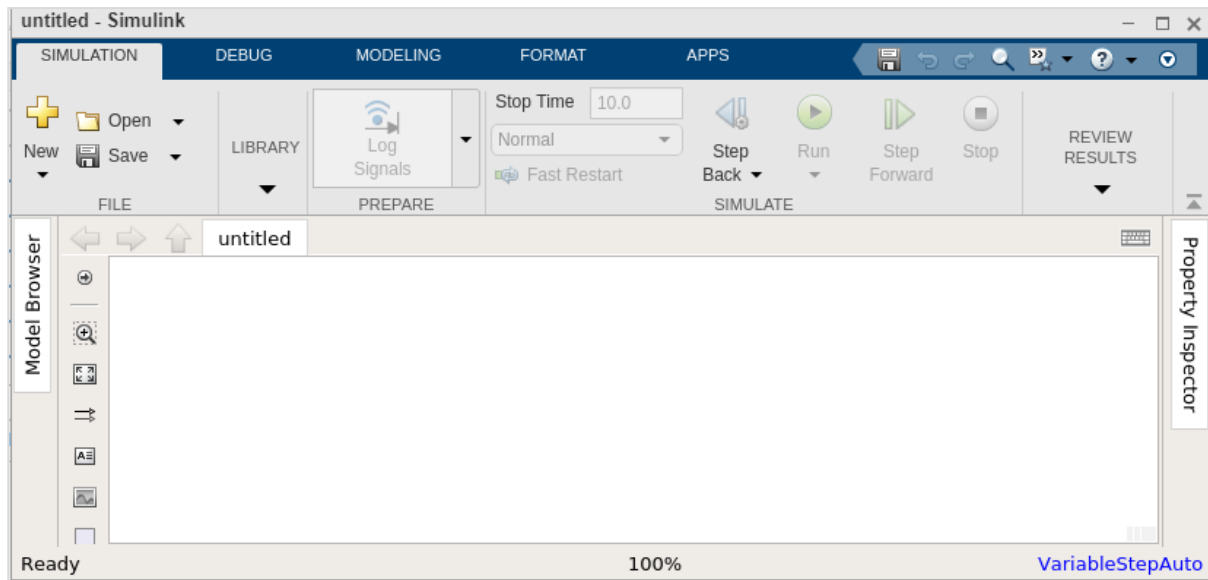 untitled - Simulink
SIMULATION DEBUG MODELING FORMAT APPS
New
Open
Save
FILE
LIBRARY
Log
Signals
PREPARE
Stop Time 10.0
Normal
Fast Restart
Step
Back
Run
Step
Forward
Stop
SIMULATE
REVIEW
RESULTS
Model Browser
untitled
Property Inspector
Ready 100% VariableStepAuto